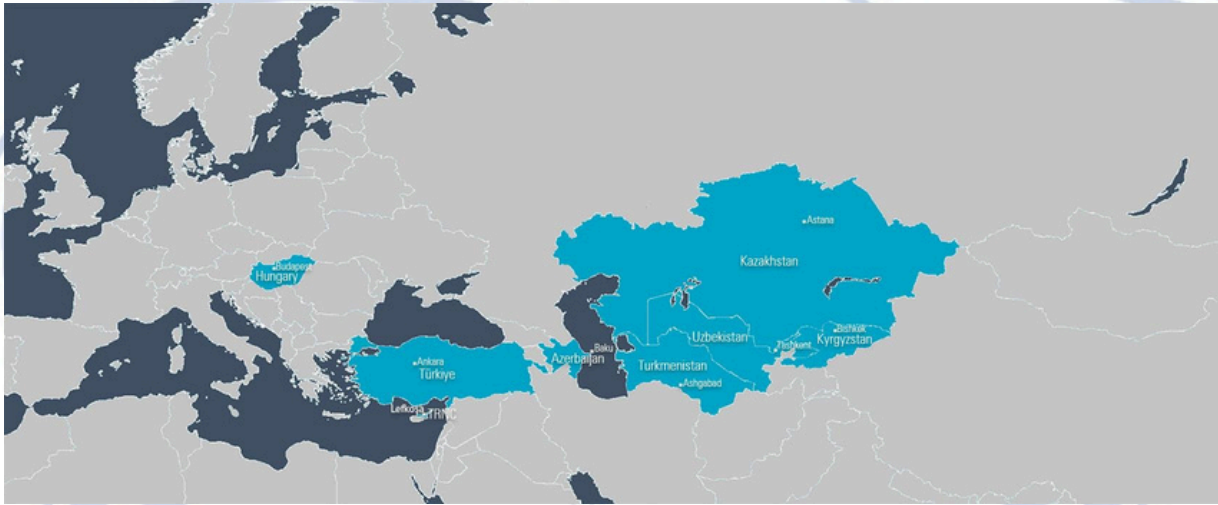 Astana
Kazakhstan
Budapest
Hungary
Uzbekistan
Bishkek
Kyrgyzstan
Tashkent
Baku
Azerbaijan
Ankara
Türkiye
Turkmenistan
Ashgabad
Lefkoşa
TRNC